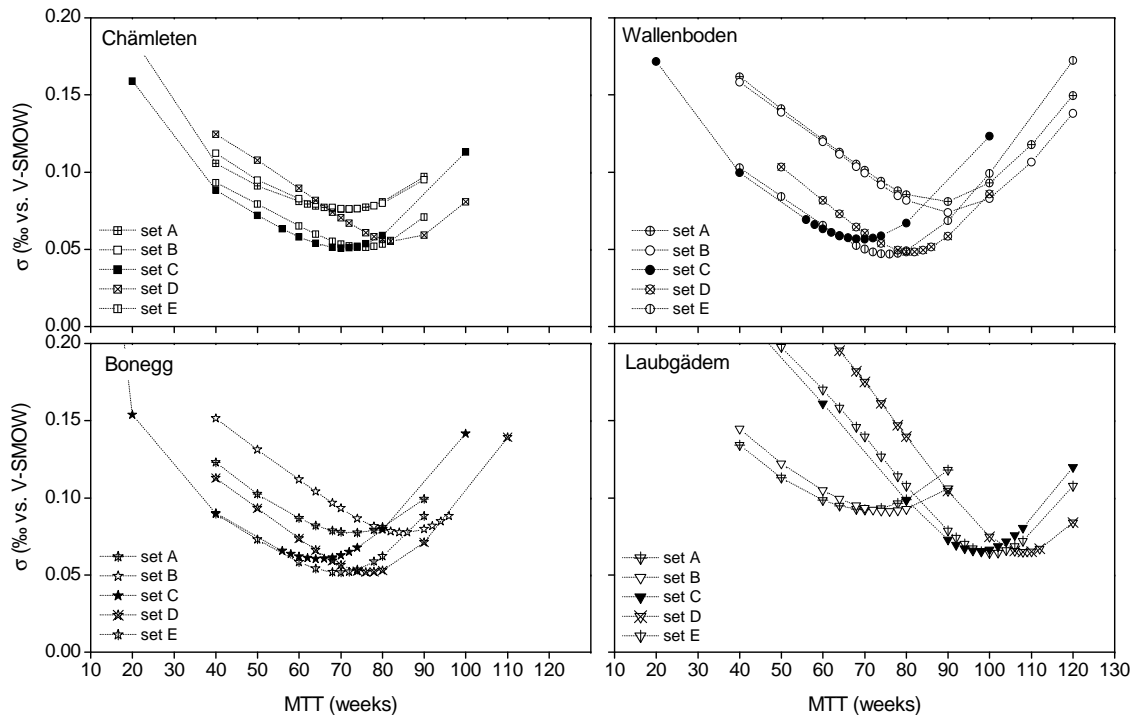 Chämleten
0.20
0.15
0.10
0.05
0.00
σ (‰ vs. V-SMOW)
set A
set B
set C
set D
set E
Wallenboden
set A
set B
set C
set D
set E
Bonegg
0.20
0.15
0.10
0.05
0.00
σ (‰ vs. V-SMOW)
set A
set B
set C
set D
set E
10 20 30 40 50 60 70 80 90 100 110 120
MTT (weeks)
Laubgädem
set A
set B
set C
set D
set E
10 20 30 40 50 60 70 80 90 100 110 120 130
MTT (weeks)